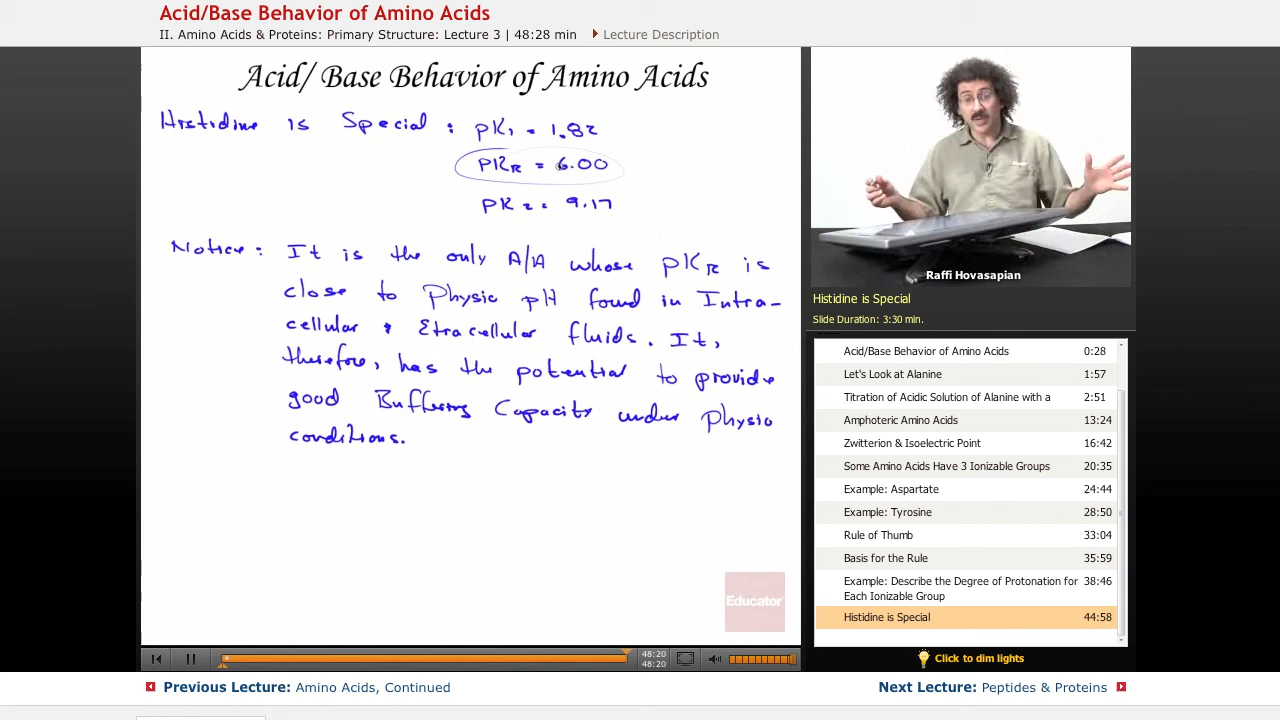 Acid/Base Behavior of Amino Acids
II. Amino Acids & Proteins: Primary Structure: Lecture 3 | 48:28 min Lecture Description
Acid/ Base Behavior of Amino Acids
Histidine is Special : pK1 = 1.82
PKR = 6.00
PK2 = 9.17
Notice : It is the only A/A whose pKR is
close to Physio pH found in Intra-
cellular & Etracellular fluids. It,
therefore, has the potential to provide
good Buffering Capacity under Physio
conditions.
Educator
Raffi Hovasapian
Histidine is Special
Slide Duration: 3:30 min.
Acid/Base Behavior of Amino Acids 0:28
Let's Look at Alanine 1:57
Titration of Acidic Solution of Alanine with a 2:51
Amphoteric Amino Acids 13:24
Zwitterion & Isoelectric Point 16:42
Some Amino Acids Have 3 Ionizable Groups 20:35
Example: Aspartate 24:44
Example: Tyrosine 28:50
Rule of Thumb 33:04
Basis for the Rule 35:59
Example: Describe the Degree of Protonation for 38:46
Each Ionizable Group
Histidine is Special 44:58
48:20
48:20
Click to dim lights
Previous Lecture: Amino Acids, Continued
Next Lecture: Peptides & Proteins